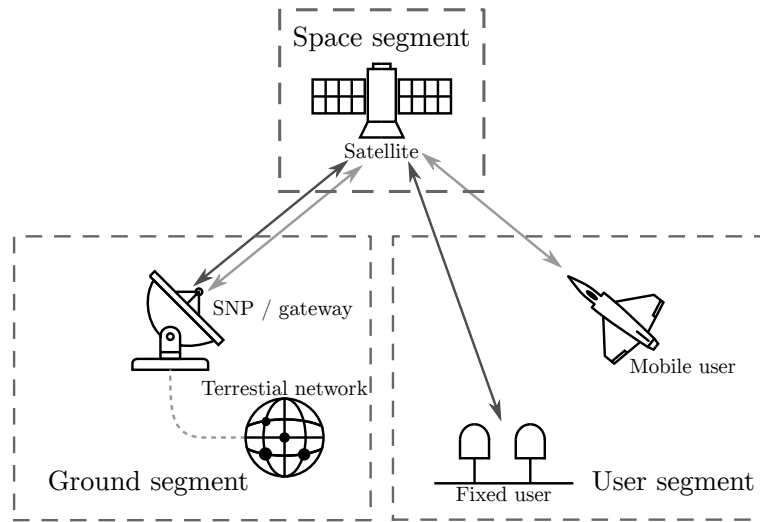 Space segment
Satellite
SNP / gateway
Mobile user
Terrestial network
Ground segment
User segment
Fixed user